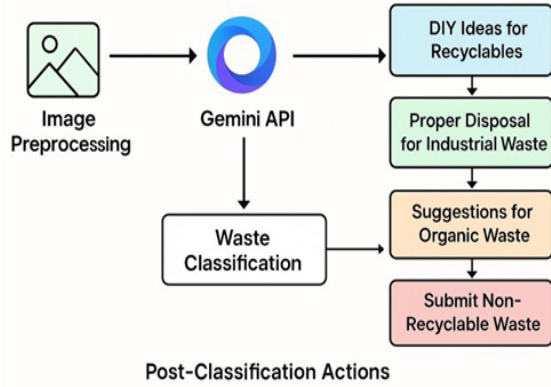 Image
Preprocessing
Gemini API
DIY Ideas for
Recyclables
Proper Disposal
for Industrial Waste
Waste
Classification
Suggestions for
Organic Waste
Submit Non-
Recyclable Waste
Post-Classification Actions